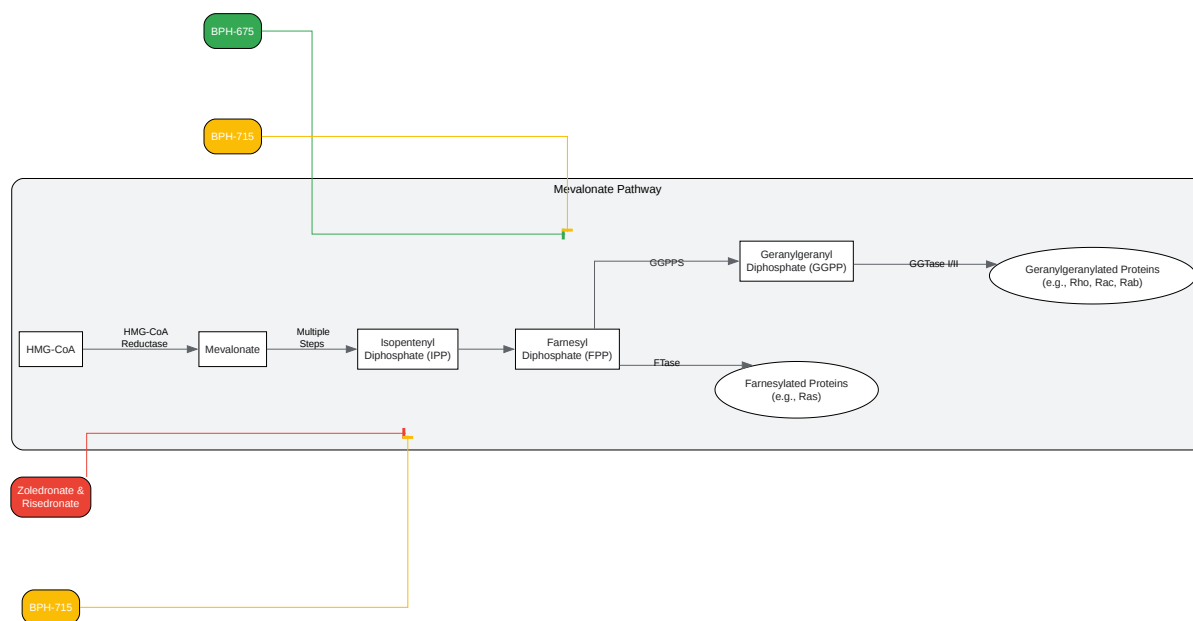 BPH-675
BPH-715
Mevalonate Pathway
GGPPS
Geranylgeranyl
Diphosphate (GGPP)
GGTase I/II
Geranylgeranylated Proteins
(e.g., Rho, Rac, Rab)
HMG-CoA
HMG-CoA
Reductase
Mevalonate
Multiple
Steps
Isopentenyl
Diphosphate (IPP)
Farnesyl
Diphosphate (FPP)
FTase
Farnesylated Proteins
(e.g., Ras)
Zoledronate &
Risedronate
BPH-715